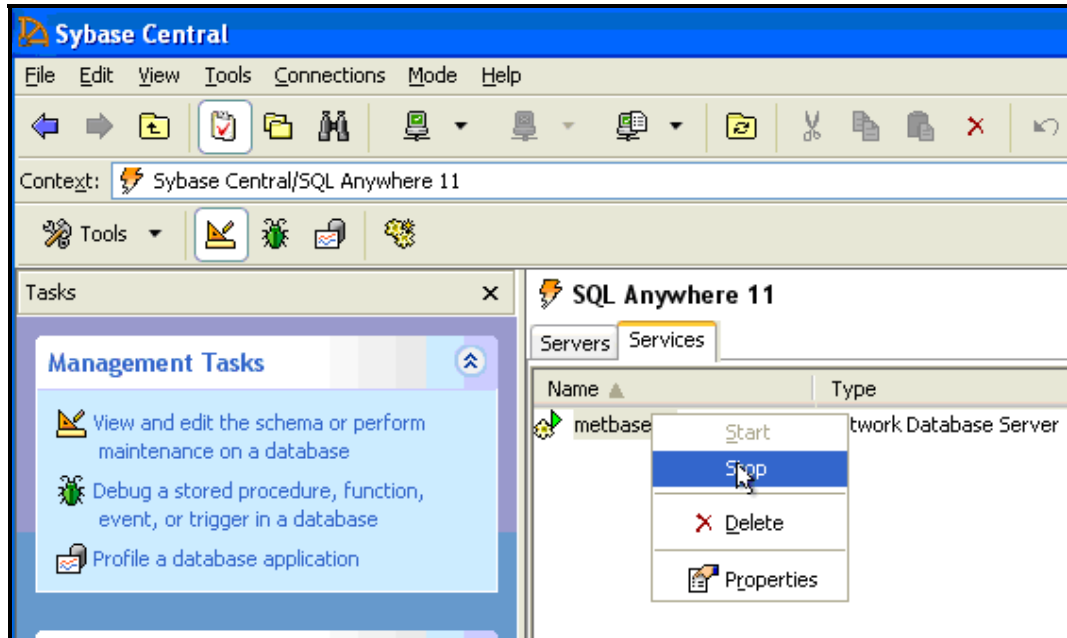 Sybase Central
File Edit View Tools Connections Mode Help
Context: Sybase Central/SQL Anywhere 11
Tools
Tasks
Management Tasks
View and edit the schema or perform
maintenance on a database
Debug a stored procedure, function,
event, or trigger in a database
Profile a database application
SQL Anywhere 11
Servers Services
Name Type
metbase twork Database Server
Start
Stop
Delete
Properties